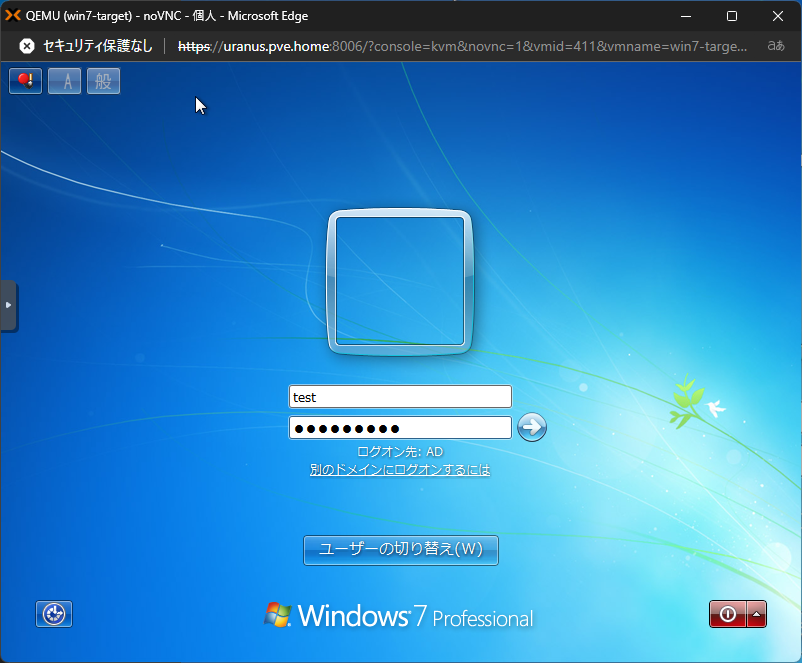 QEMU (win7-target) - noVNC - 個人 - Microsoft Edge
セキュリティ保護なし
https://uranus.pve.home:8006/?console=kvm&novnc=1&vmid=411&vmname=win7-targe...
aあ
A
般
test
●●●●●●●●●
ログオン先: AD
別のドメインにログオンするには
ユーザーの切り替え(W)
Windows 7 Professional